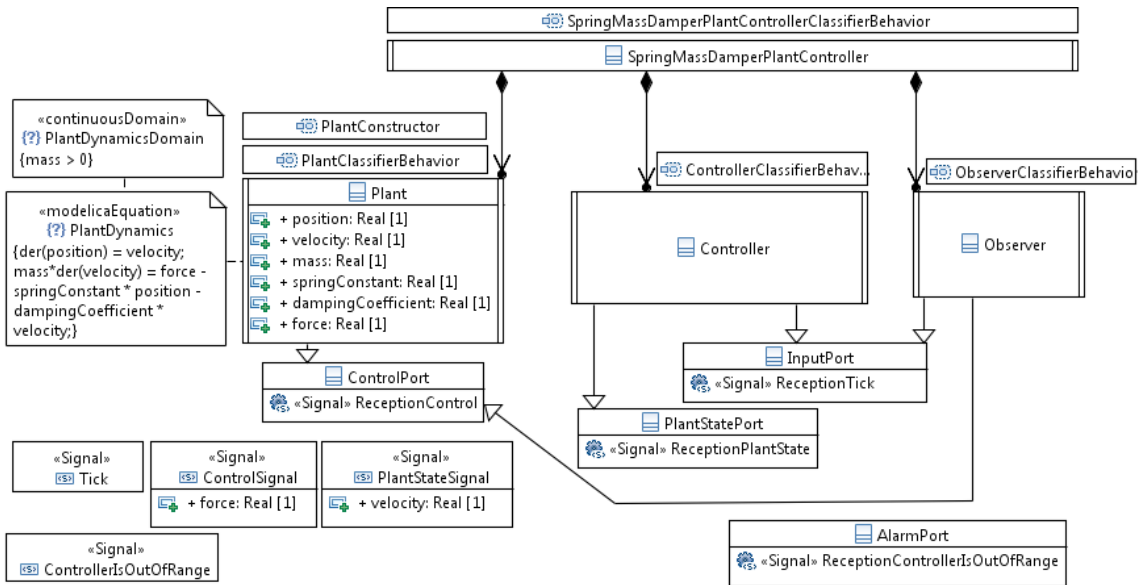 SpringMassDamperPlantControllerClassifierBehavior
SpringMassDamperPlantController
«continuousDomain»
{?} PlantDynamicsDomain
{mass > 0}
«modelicaEquation»
{?} PlantDynamics
{der(position) = velocity;
mass*der(velocity) = force -
springConstant * position -
dampingCoefficient *
velocity;}
PlantConstructor
PlantClassifierBehavior
Plant
+ position: Real [1]
+ velocity: Real [1]
+ mass: Real [1]
+ springConstant: Real [1]
+ dampingCoefficient: Real [1]
+ force: Real [1]
ControllerClassifierBehav...
Controller
ObserverClassifierBehavio
Observer
ControlPort
«Signal» ReceptionControl
InputPort
«Signal» ReceptionTick
PlantStatePort
«Signal» ReceptionPlantState
«Signal»
<S> Tick
«Signal»
<S> ControlSignal
+ force: Real [1]
«Signal»
<S> PlantStateSignal
+ velocity: Real [1]
«Signal»
<S> ControllerIsOutOfRange
AlarmPort
«Signal» ReceptionControllerIsOutOfRange